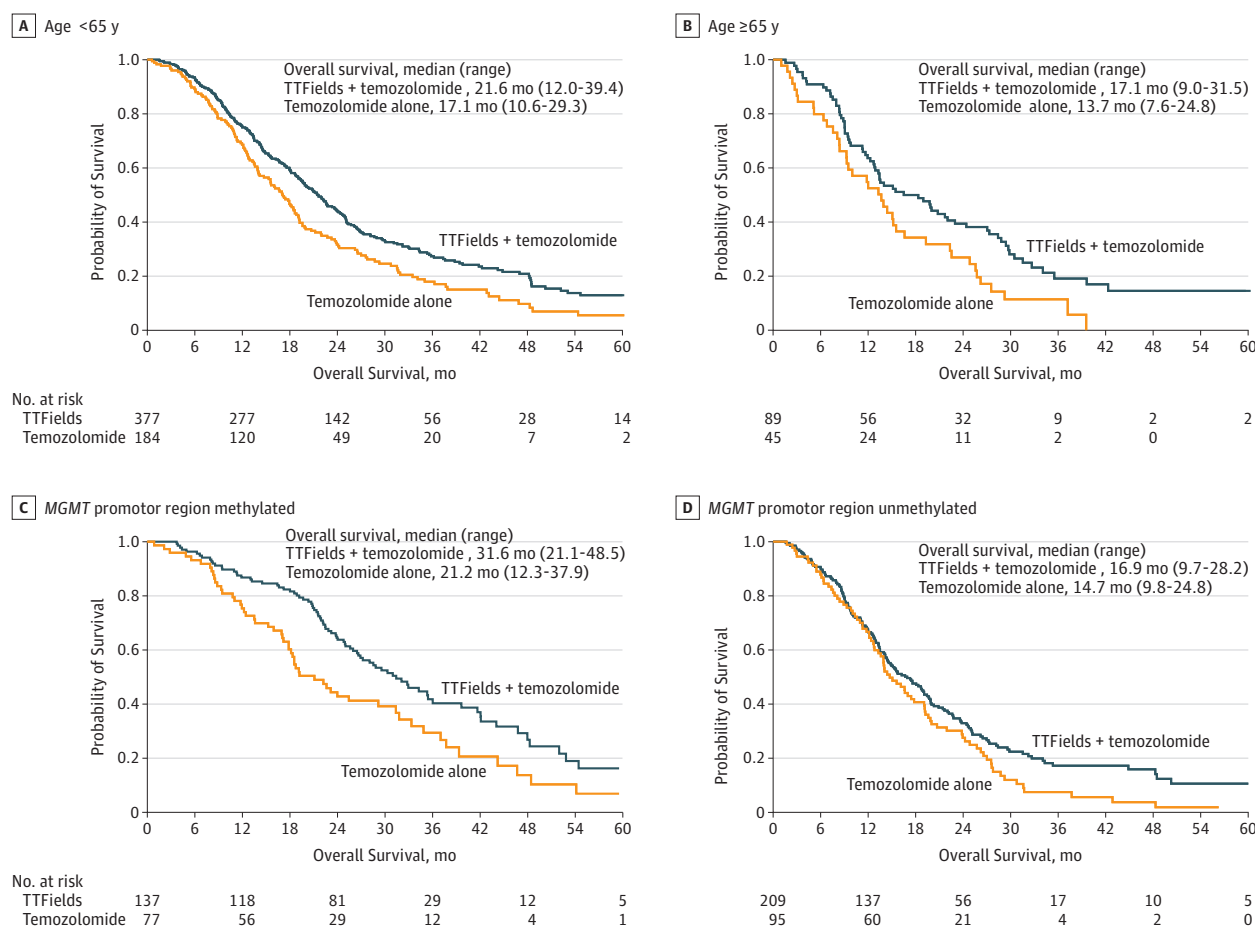 A Age <65 y
Probability of Survival
1.0
0.8
0.6
0.4
0.2
0
Overall survival, median (range)
TTFields + temozolomide , 21.6 mo (12.0-39.4)
Temozolomide alone, 17.1 mo (10.6-29.3)
TTFields + temozolomide
Temozolomide alone
0 6 12 18 24 30 36 42 48 54 60
Overall Survival, mo
No. at risk
TTFields 377 277 142 56 28 14
Temozolomide 184 120 49 20 7 2
B Age ≥65 y
Probability of Survival
1.0
0.8
0.6
0.4
0.2
0
Overall survival, median (range)
TTFields + temozolomide , 17.1 mo (9.0-31.5)
Temozolomide alone, 13.7 mo (7.6-24.8)
TTFields + temozolomide
Temozolomide alone
0 6 12 18 24 30 36 42 48 54 60
Overall Survival, mo
89 56 32 9 2 2
45 24 11 2 0
C MGMT promotor region methylated
Probability of Survival
1.0
0.8
0.6
0.4
0.2
0
Overall survival, median (range)
TTFields + temozolomide , 31.6 mo (21.1-48.5)
Temozolomide alone, 21.2 mo (12.3-37.9)
TTFields + temozolomide
Temozolomide alone
0 6 12 18 24 30 36 42 48 54 60
Overall Survival, mo
No. at risk
TTFields 137 118 81 29 12 5
Temozolomide 77 56 29 12 4 1
D MGMT promotor region unmethylated
Probability of Survival
1.0
0.8
0.6
0.4
0.2
0
Overall survival, median (range)
TTFields + temozolomide , 16.9 mo (9.7-28.2)
Temozolomide alone, 14.7 mo (9.8-24.8)
TTFields + temozolomide
Temozolomide alone
0 6 12 18 24 30 36 42 48 54 60
Overall Survival, mo
209 137 56 17 10 5
95 60 21 4 2 0